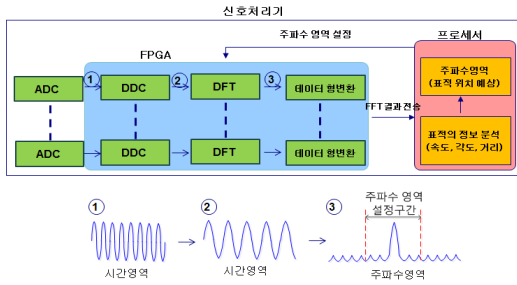 신호처리기
주파수 영역 설정
프로세서
FPGA
① ② ③
ADC DDC DFT 데이터 형변환
주파수영역
(표적 위치 예상)
FFT결과 전송
ADC DDC DFT 데이터 형변환
표적의 정보 분석
(속도, 각도, 거리)
① ② ③
주파수 영역
설정구간
시간영역 시간영역 주파수영역